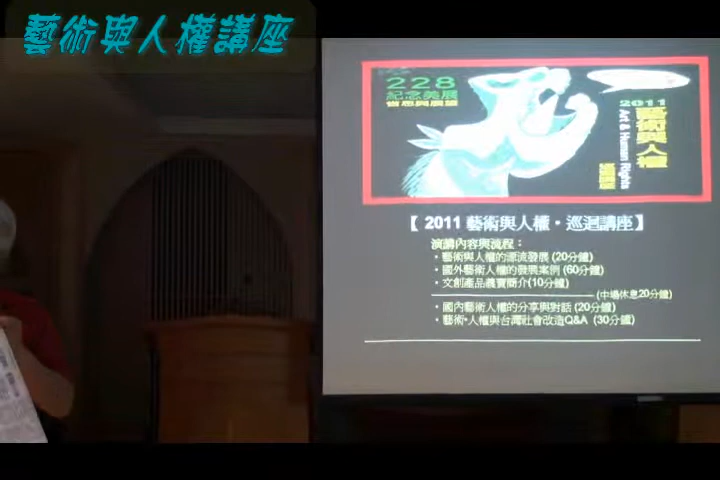 藝術與人權講座
228
紀念美展
2011
藝術與人權
Art & Human Rights
【 2011 藝術與人權・巡迴講座】
演講內容與流程：
・藝術與人權的源流發展 (20分鐘)
・國外藝術人權的發展案例 (60分鐘)
・文創產品義賣簡介(10分鐘)
(中場休息20分鐘)
・國內藝術人權的分享與對話 (20分鐘)
・藝術・人權與台灣社會改造Q&A (30分鐘)